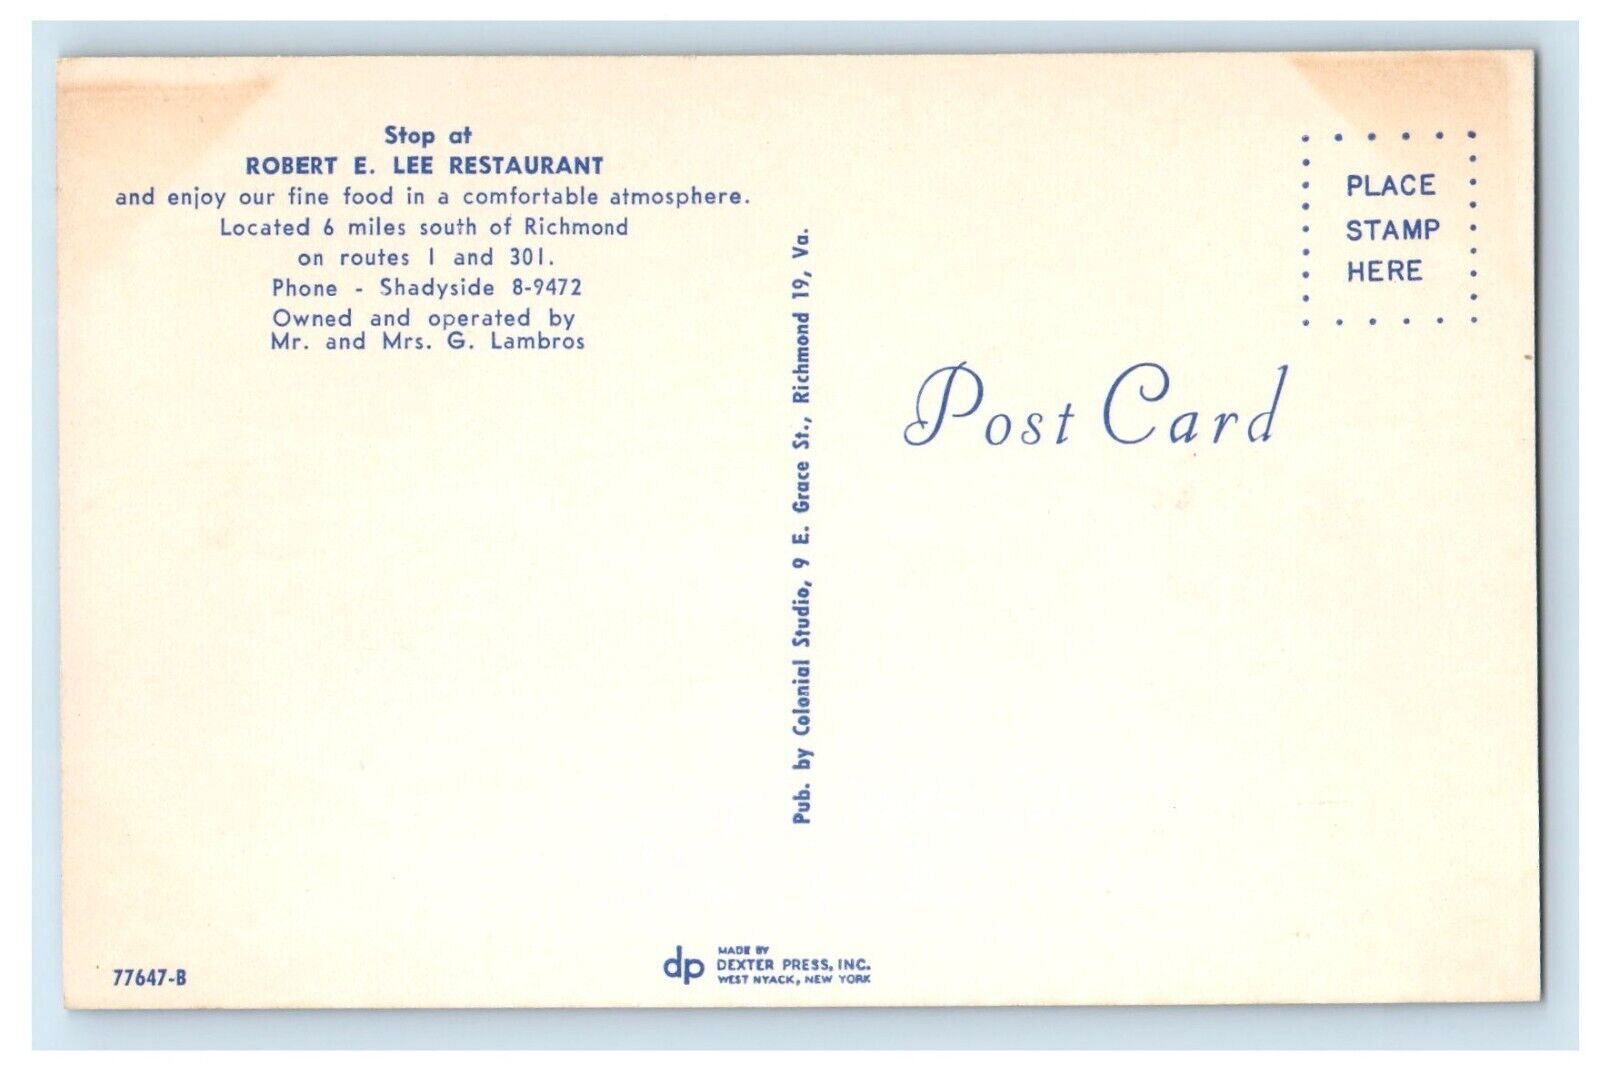 Stop at
ROBERT E. LEE RESTAURANT
and enjoy our fine food in a comfortable atmosphere.
Located 6 miles south of Richmond
on routes 1 and 301.
Phone - Shadyside 8-9472
Owned and operated by
Mr. and Mrs. G. Lambros
Pub. by Colonial Studio, 9 E. Grace St., Richmond 19, Va.
PLACE
STAMP
HERE
Post Card
77647-B
dp
MADE BY
DEXTER PRESS, INC.
WEST NYACK, NEW YORK